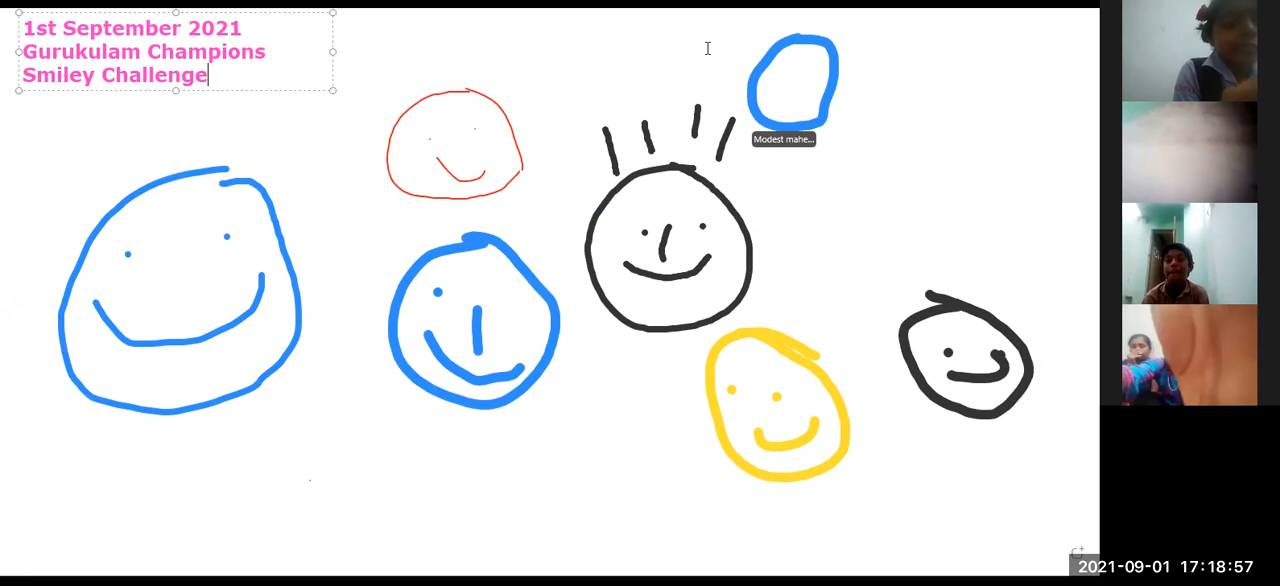 1st September 2021
Gurukulam Champions
Smiley Challenge
Modest mahe...
2021-09-01 17:18:57